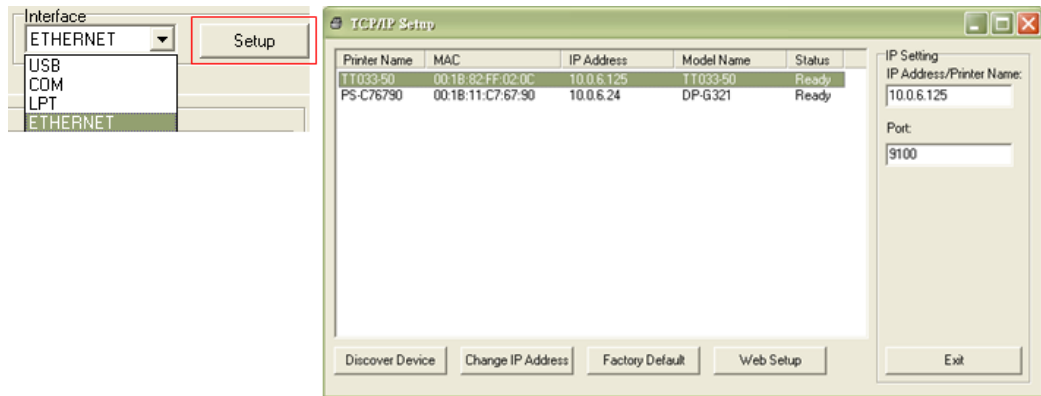 Interface
ETHERNET
Setup
USB
COM
LPT
ETHERNET
TCP/IP Setup
Printer Name MAC IP Address Model Name Status
TT033-50 00:1B:82:FF:02:0C 10.0.6.125 TT033-50 Ready
PS-C76790 00:1B:11:C7:67:90 10.0.6.24 DP-G321 Ready
IP Setting
IP Address/Printer Name:
10.0.6.125
Port:
9100
Discover Device Change IP Address Factory Default Web Setup Exit